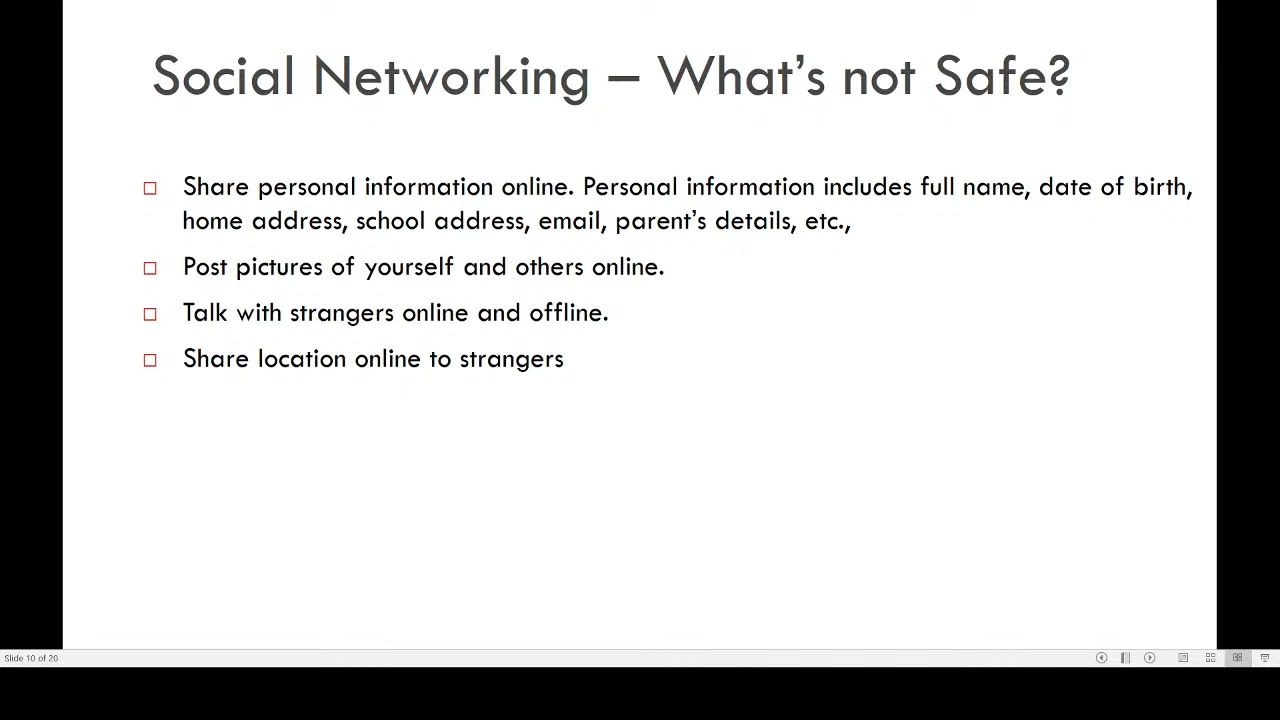 Social Networking – What's not Safe?
Share personal information online. Personal information includes full name, date of birth,
home address, school address, email, parent's details, etc.,
Post pictures of yourself and others online.
Talk with strangers online and offline.
Share location online to strangers
Slide 10 of 20